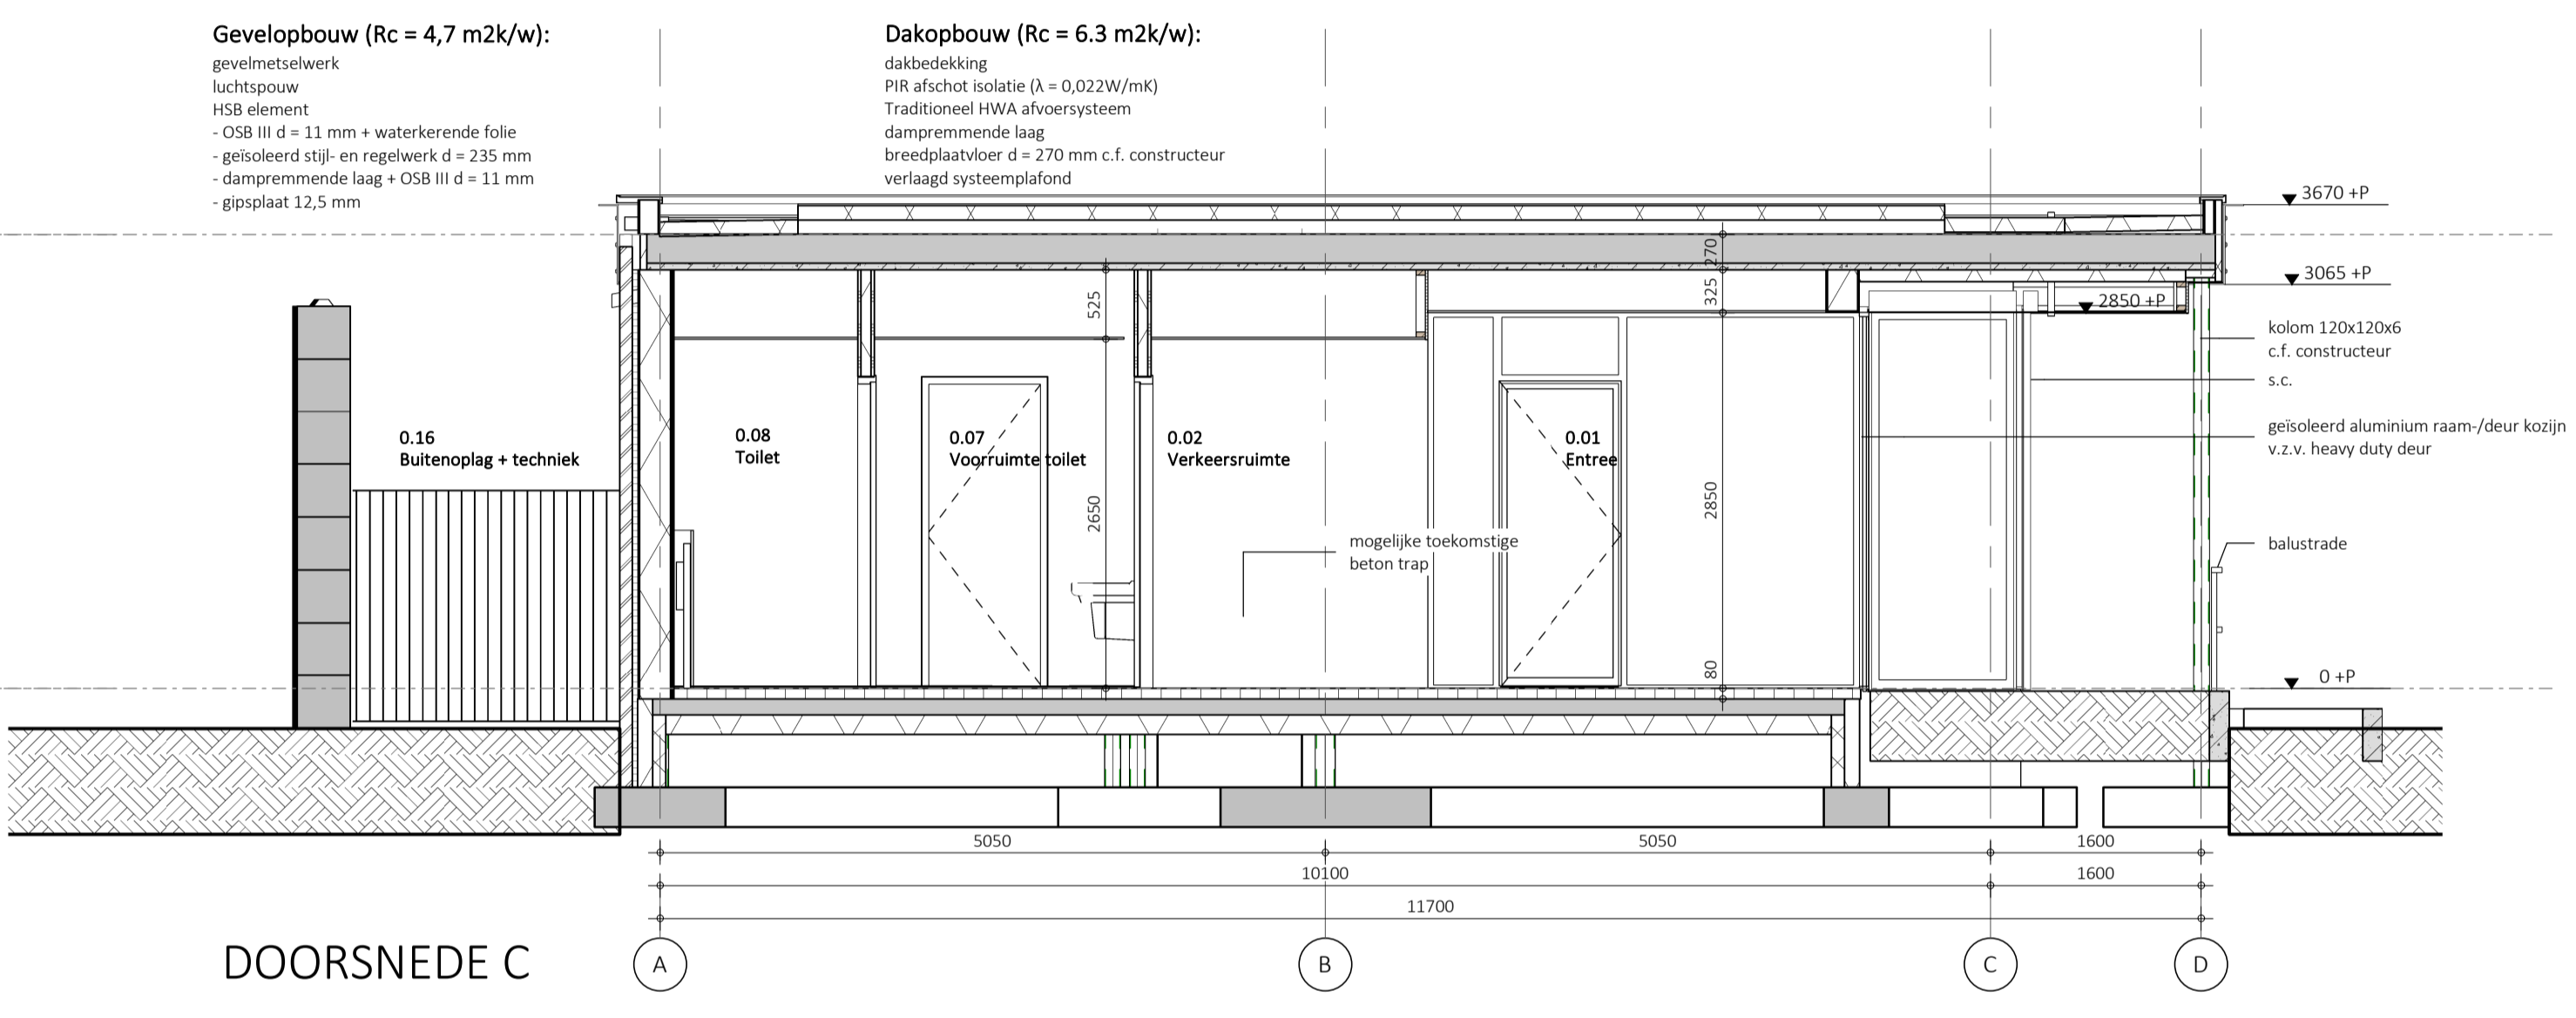 Gevelopbouw (Rc = 4,7 m2k/w):
gevelmetselwerk
luchtspouw
HSB element
- OSB III d = 11 mm + waterkerende folie
- geïsoleerd stijl- en regelwerk d = 235 mm
- dampremmende laag + OSB III d = 11 mm
- gipsplaat 12,5 mm
Dakopbouw (Rc = 6.3 m2k/w):
dakbedekking
PIR afschot isolatie (λ = 0,022W/mK)
Traditioneel HWA afvoersysteem
dampremmende laag
breedplaatvloer d = 270 mm c.f. constructeur
verlaagd systeemplafond
3670 +P
270
3065 +P
525
325
2850 +P
kolom 120x120x6
c.f. constructeur
s.c.
geïsoleerd aluminium raam-/deur kozijn
v.z.v. heavy duty deur
0.16
Buitenoplag + techniek
0.08
Toilet
0.07
Voorruimte toilet
0.02
Verkeersruimte
0.01
Entree
2650
2850
mogelijke toekomstige
beton trap
balustrade
80
0 +P
5050
5050
1600
10100
1600
11700
DOORSNEDE C
A
B
C
D